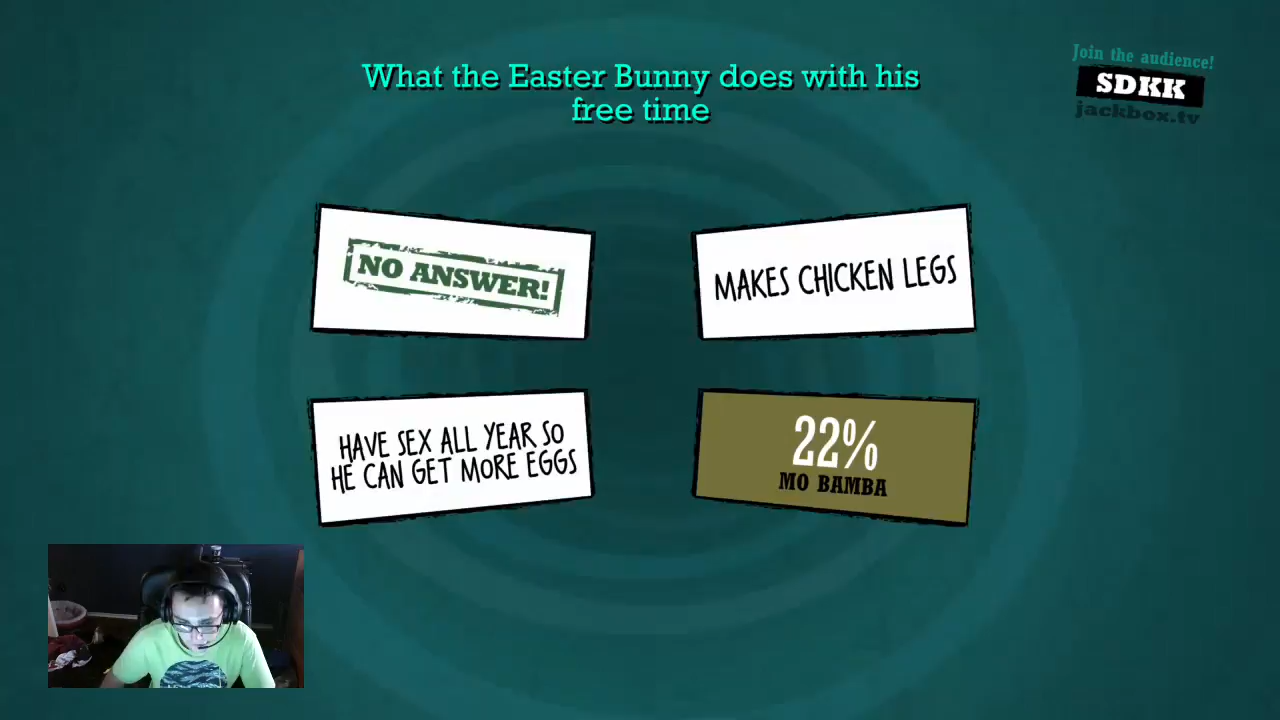 What the Easter Bunny does with his
free time
Join the audience!
SDKK
jackbox.tv
NO ANSWER!
MAKES CHICKEN LEGS
HAVE SEX ALL YEAR SO
HE CAN GET MORE EGGS
22%
MO BAMBA